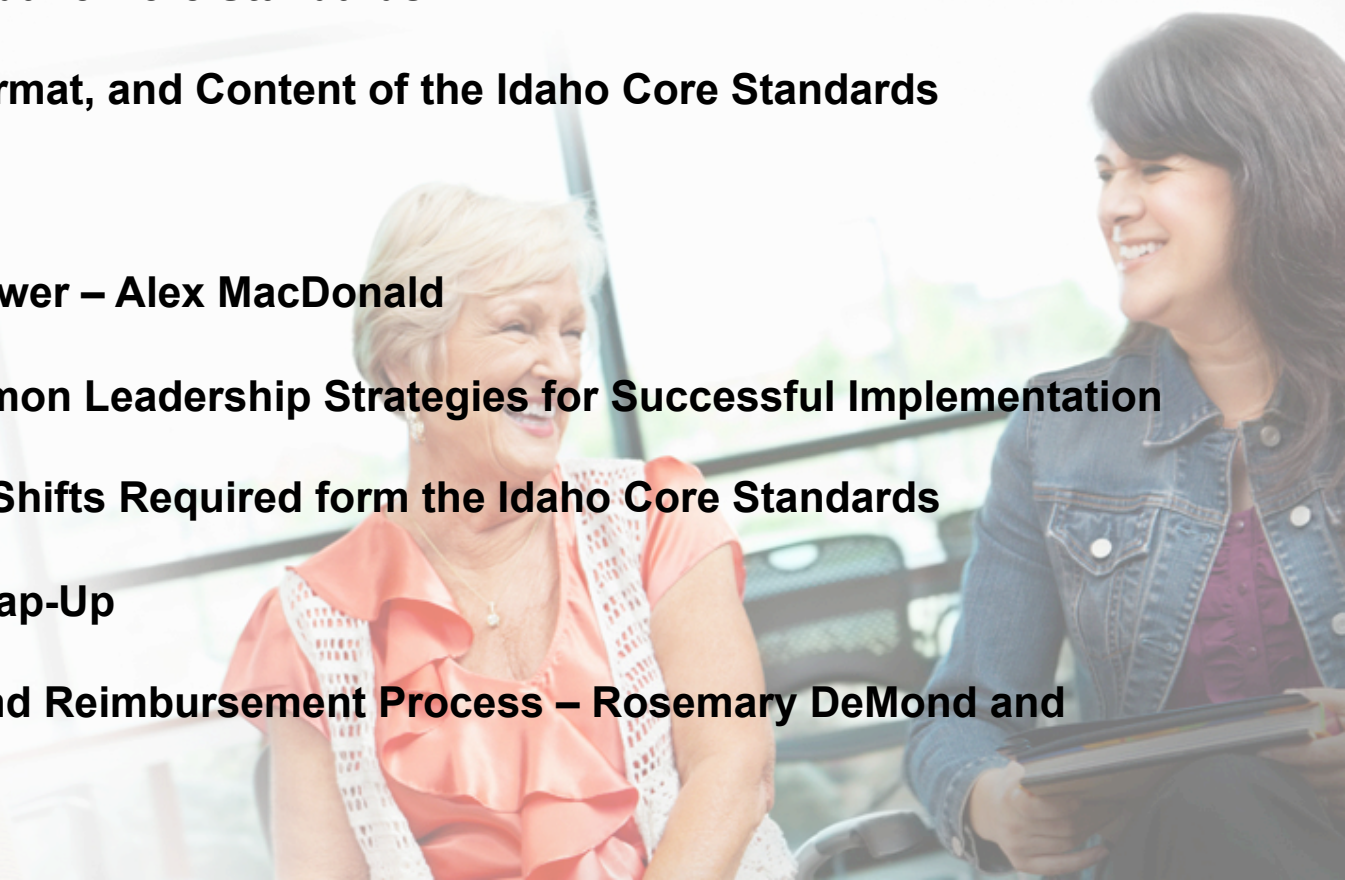 rmat, and Content of the Idaho Core Standards
wer – Alex MacDonald
mon Leadership Strategies for Successful Implementation
Shifts Required form the Idaho Core Standards
ap-Up
nd Reimbursement Process – Rosemary DeMond and